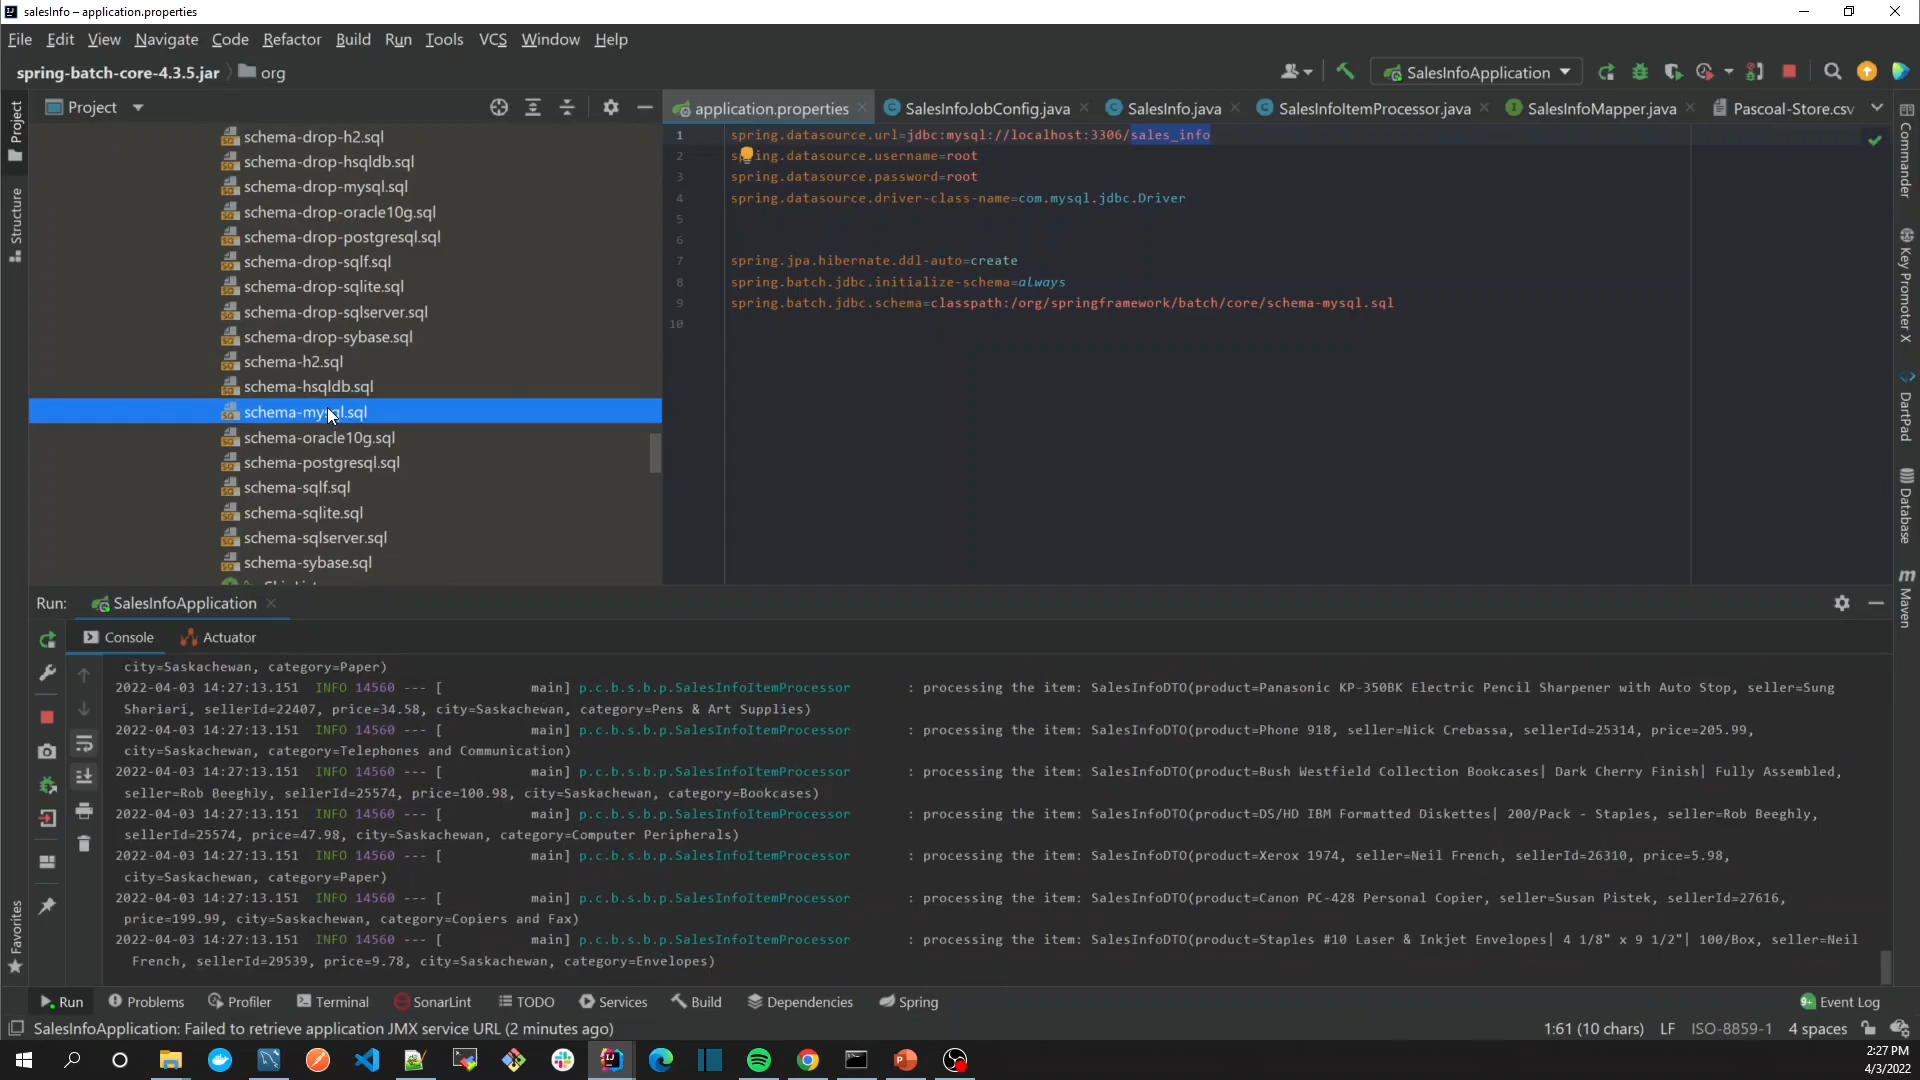 salesInfo – application.properties
File Edit View Navigate Code Refactor Build Run Tools VCS Window Help
spring-batch-core-4.3.5.jar org
SalesInfoApplication
Project
application.properties SalesInfoJobConfig.java SalesInfo.java SalesInfoItemProcessor.java SalesInfoMapper.java Pascoal-Store.csv
schema-drop-h2.sql
schema-drop-hsqldb.sql
schema-drop-mysql.sql
schema-drop-oracle10g.sql
schema-drop-postgresql.sql
schema-drop-sqlf.sql
schema-drop-sqlite.sql
schema-drop-sqlserver.sql
schema-drop-sybase.sql
schema-h2.sql
schema-hsqldb.sql
schema-mysql.sql
schema-oracle10g.sql
schema-postgresql.sql
schema-sqlf.sql
schema-sqlite.sql
schema-sqlserver.sql
schema-sybase.sql
1 spring.datasource.url=jdbc:mysql://localhost:3306/sales_info
2 spring.datasource.username=root
3 spring.datasource.password=root
4 spring.datasource.driver-class-name=com.mysql.jdbc.Driver
5
6
7 spring.jpa.hibernate.ddl-auto=create
8 spring.batch.jdbc.initialize-schema=always
9 spring.batch.jdbc.schema=classpath:/org/springframework/batch/core/schema-mysql.sql
10
Project
Structure
Favorites
Commander
Key Promoter X
DartPad
Database
Maven
Run: SalesInfoApplication
Console Actuator
city=Saskachewan, category=Paper)
2022-04-03 14:27:13.151 INFO 14560 --- [ main] p.c.b.s.b.p.SalesInfoItemProcessor : processing the item: SalesInfoDTO(product=Panasonic KP-350BK Electric Pencil Sharpener with Auto Stop, seller=Sung
Shariari, sellerId=22407, price=34.58, city=Saskachewan, category=Pens & Art Supplies)
2022-04-03 14:27:13.151 INFO 14560 --- [ main] p.c.b.s.b.p.SalesInfoItemProcessor : processing the item: SalesInfoDTO(product=Phone 918, seller=Nick Crebassa, sellerId=25314, price=205.99,
city=Saskachewan, category=Telephones and Communication)
2022-04-03 14:27:13.151 INFO 14560 --- [ main] p.c.b.s.b.p.SalesInfoItemProcessor : processing the item: SalesInfoDTO(product=Bush Westfield Collection Bookcases| Dark Cherry Finish| Fully Assembled,
seller=Rob Beeghly, sellerId=25574, price=100.98, city=Saskachewan, category=Bookcases)
2022-04-03 14:27:13.151 INFO 14560 --- [ main] p.c.b.s.b.p.SalesInfoItemProcessor : processing the item: SalesInfoDTO(product=DS/HD IBM Formatted Diskettes| 200/Pack - Staples, seller=Rob Beeghly,
sellerId=25574, price=47.98, city=Saskachewan, category=Computer Peripherals)
2022-04-03 14:27:13.151 INFO 14560 --- [ main] p.c.b.s.b.p.SalesInfoItemProcessor : processing the item: SalesInfoDTO(product=Xerox 1974, seller=Neil French, sellerId=26310, price=5.98,
city=Saskachewan, category=Paper)
2022-04-03 14:27:13.151 INFO 14560 --- [ main] p.c.b.s.b.p.SalesInfoItemProcessor : processing the item: SalesInfoDTO(product=Canon PC-428 Personal Copier, seller=Susan Pistek, sellerId=27616,
price=199.99, city=Saskachewan, category=Copiers and Fax)
2022-04-03 14:27:13.151 INFO 14560 --- [ main] p.c.b.s.b.p.SalesInfoItemProcessor : processing the item: SalesInfoDTO(product=Staples #10 Laser & Inkjet Envelopes| 4 1/8" x 9 1/2"| 100/Box, seller=Neil
French, sellerId=29539, price=9.78, city=Saskachewan, category=Envelopes)
Run Problems Profiler Terminal SonarLint TODO Services Build Dependencies Spring 9+ Event Log
SalesInfoApplication: Failed to retrieve application JMX service URL (2 minutes ago) 1:61 (10 chars) LF ISO-8859-1 4 spaces
2:27 PM
4/3/2022